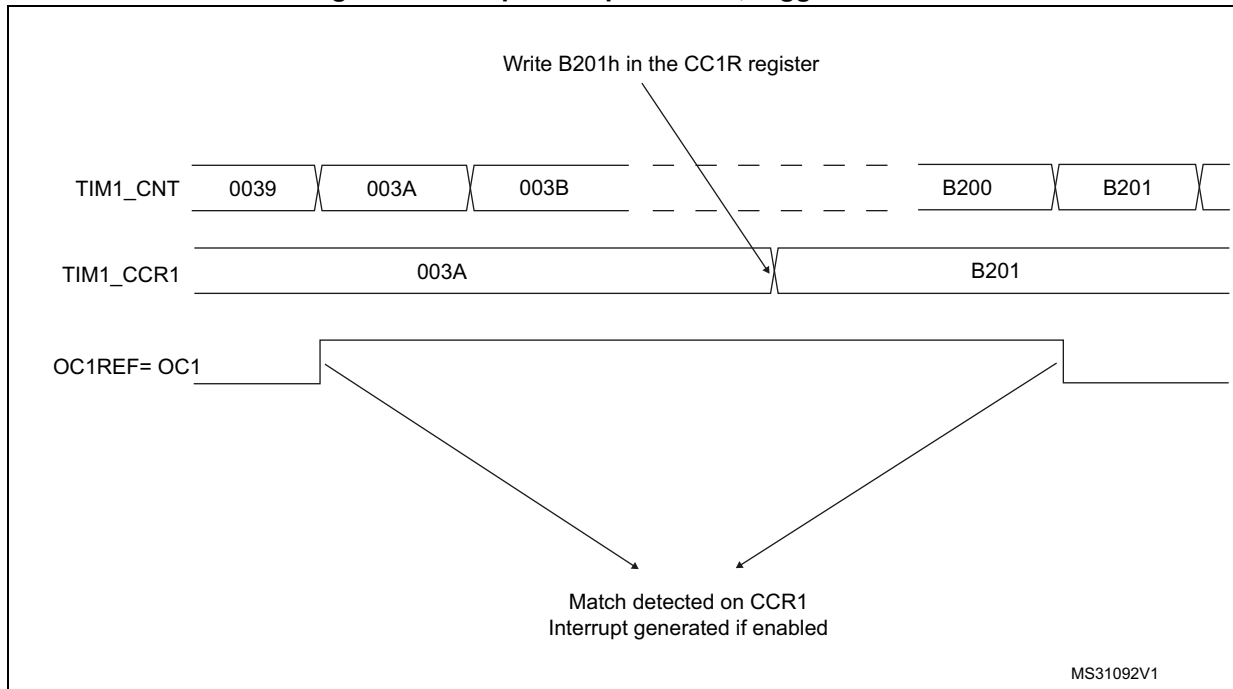 Write B201h in the CC1R register
TIM1_CNT 0039 003A 003B B200 B201
TIM1_CCR1 003A B201
OC1REF= OC1
Match detected on CCR1
Interrupt generated if enabled
MS31092V1